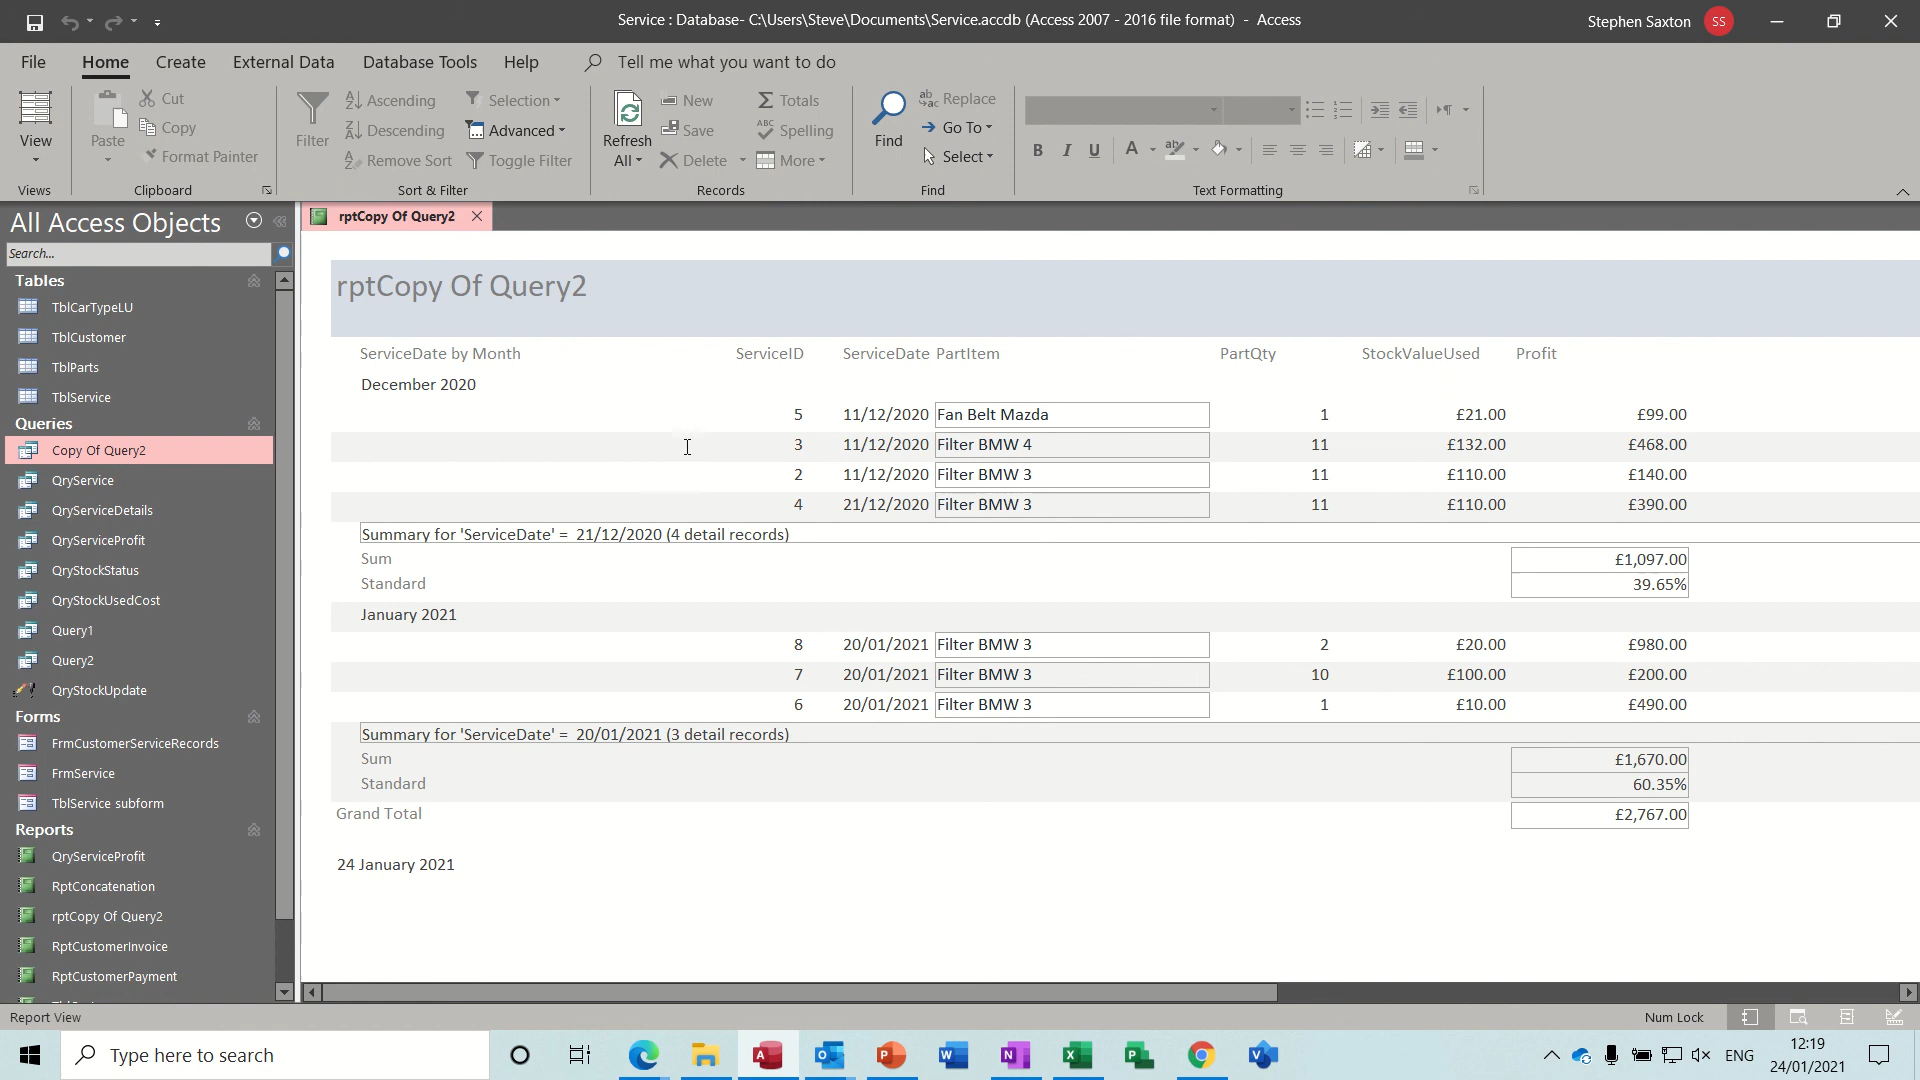 Service : Database- C:\Users\Steve\Documents\Service.accdb (Access 2007 - 2016 file format) - Access
Stephen Saxton
SS
File Home Create External Data Database Tools Help Tell me what you want to do
View
Views
Paste
Cut
Copy
Format Painter
Clipboard
Filter
Ascending
Descending
Remove Sort
Selection
Advanced
Toggle Filter
Sort & Filter
Refresh
All
New
Save
Delete
Totals
Spelling
More
Records
Find
Replace
Go To
Select
Find
B I U A
Text Formatting
All Access Objects
Search...
Tables
TblCarTypeLU
TblCustomer
TblParts
TblService
Queries
Copy Of Query2
QryService
QryServiceDetails
QryServiceProfit
QryStockStatus
QryStockUsedCost
Query1
Query2
QryStockUpdate
Forms
FrmCustomerServiceRecords
FrmService
TblService subform
Reports
QryServiceProfit
RptConcatenation
rptCopy Of Query2
RptCustomerInvoice
RptCustomerPayment
rptCopy Of Query2
rptCopy Of Query2
ServiceDate by Month ServiceID ServiceDate PartItem PartQty StockValueUsed Profit
December 2020
5 11/12/2020 Fan Belt Mazda 1 £21.00 £99.00
3 11/12/2020 Filter BMW 4 11 £132.00 £468.00
2 11/12/2020 Filter BMW 3 11 £110.00 £140.00
4 21/12/2020 Filter BMW 3 11 £110.00 £390.00
Summary for 'ServiceDate' = 21/12/2020 (4 detail records)
Sum £1,097.00
Standard 39.65%
January 2021
8 20/01/2021 Filter BMW 3 2 £20.00 £980.00
7 20/01/2021 Filter BMW 3 10 £100.00 £200.00
6 20/01/2021 Filter BMW 3 1 £10.00 £490.00
Summary for 'ServiceDate' = 20/01/2021 (3 detail records)
Sum £1,670.00
Standard 60.35%
Grand Total £2,767.00
24 January 2021
Report View
Num Lock
Type here to search
ENG
12:19
24/01/2021